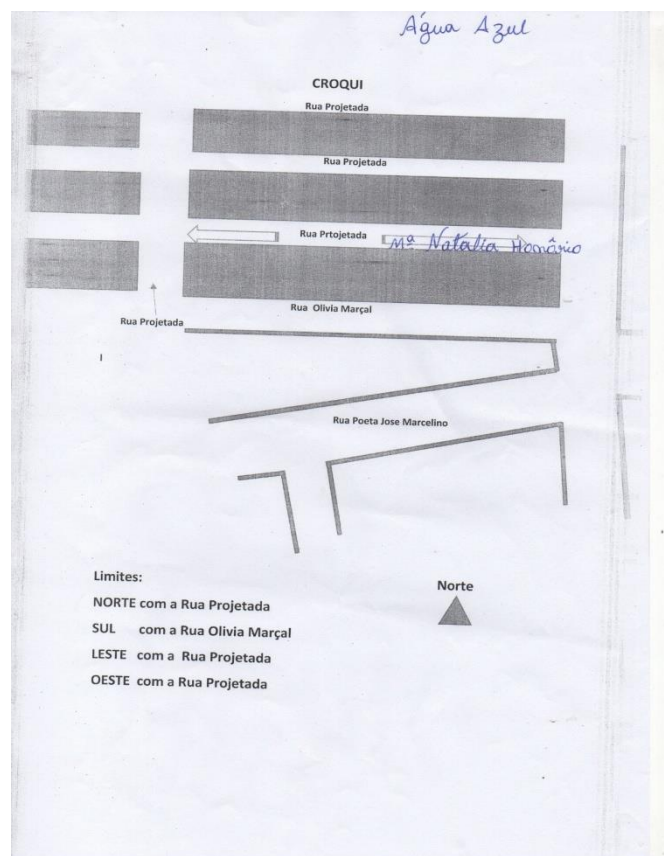 Água Azul
CROQUI
Rua Projetada
Rua Projetada
Rua Prtojetada
Mª Natalia Honório
Rua Olivia Marçal
Rua Projetada
Rua Poeta Jose Marcelino
Limites:
NORTE com a Rua Projetada
SUL com a Rua Olivia Marçal
LESTE com a Rua Projetada
OESTE com a Rua Projetada
Norte